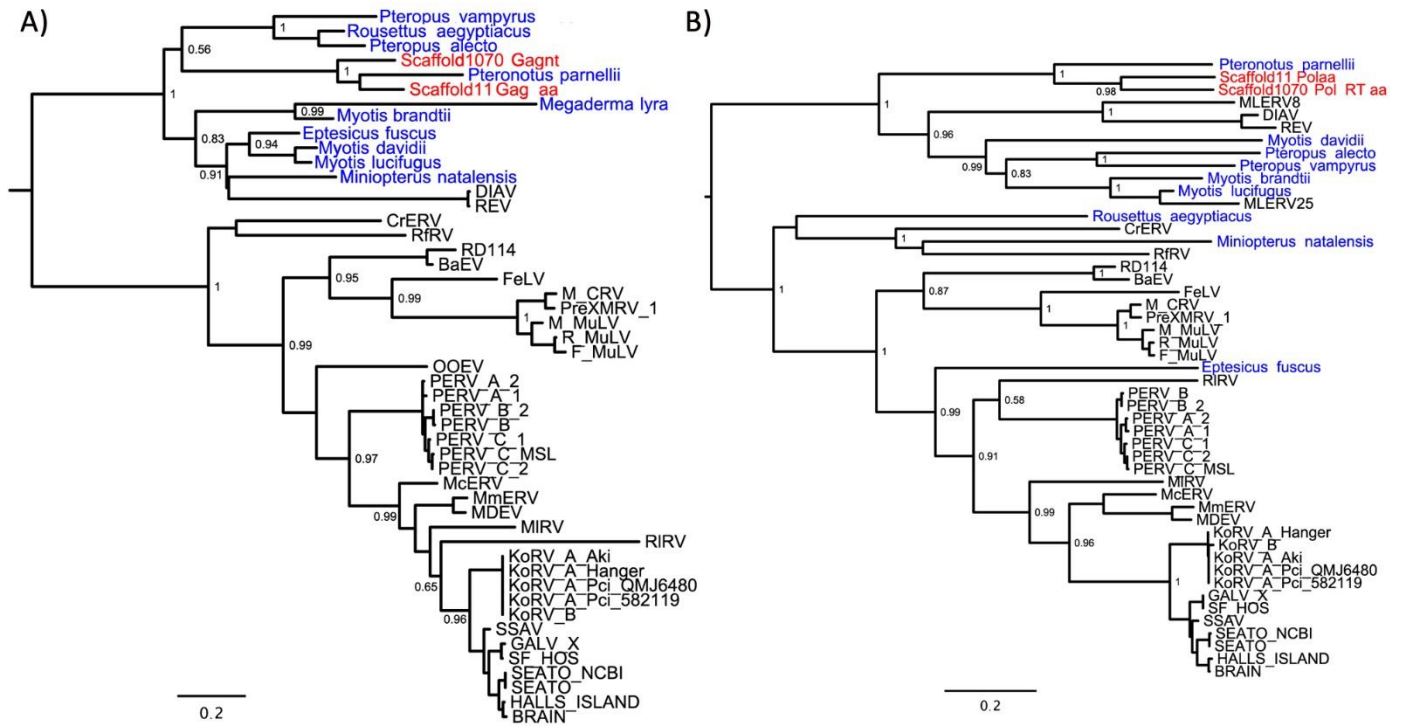 A)
Pteropus vampyrus
1
Rousettus aegyptiacus
Pteropus alecto
0.56
Scaffold1070 Gagnt
1
Pteronotus parnellii
Scaffold11 Gag aa
1
Megaderma lyra
0.99
Myotis brandtii
0.83
Eptesicus fuscus
0.94
Myotis davidii
Myotis lucifugus
0.91
Miniopterus natalensis
DIAV
REV
CrERV
RfRV
1
RD114
BaEV
0.95
FeLV
0.99
M_CRV
PreXMRV_1
1
M_MuLV
R_MuLV
F_MuLV
0.99
OOEV
PERV_A_2
PERV_A_1
PERV_B_2
PERV_B
PERV_C_1
PERV_C_MSL
PERV_C_2
0.97
McERV
0.99
MmERV
MDEV
MlRV
RlRV
0.65
KoRV_A_Aki
KoRV_A_Hanger
KoRV_A_Pci_QMJ6480
KoRV_A_Pci_582119
KoRV_B
0.96
SSAV
GALV_X
SF_HOS
SEATO_NCBI
SEATO
HALLS_ISLAND
BRAIN
0.2
B)
Pteronotus parnellii
1
Scaffold11 Polaa
0.98
Scaffold1070 Pol RT aa
1
MLERV8
1
DIAV
REV
0.96
Myotis davidii
0.99
Pteropus alecto
1
Pteropus vampyrus
0.83
Myotis brandtii
1
Myotis lucifugus
MLERV25
Rousettus aegyptiacus
CrERV
1
Miniopterus natalensis
RfRV
1
RD114
1
BaEV
0.87
FeLV
1
M_CRV
PreXMRV_1
1
M_MuLV
R_MuLV
F_MuLV
1
Eptesicus fuscus
0.99
RlRV
0.58
PERV_B
PERV_B_2
PERV_A_2
PERV_A_1
PERV_C_1
PERV_C_2
PERV_C_MSL
0.91
MlRV
0.99
McERV
MmERV
MDEV
0.96
KoRV_A_Hanger
KoRV_B
KoRV_A_Aki
KoRV_A_Pci_QMJ6480
KoRV_A_Pci_582119
1
GALV_X
SF_HOS
SSAV
SEATO_NCBI
SEATO
HALLS_ISLAND
BRAIN
0.2